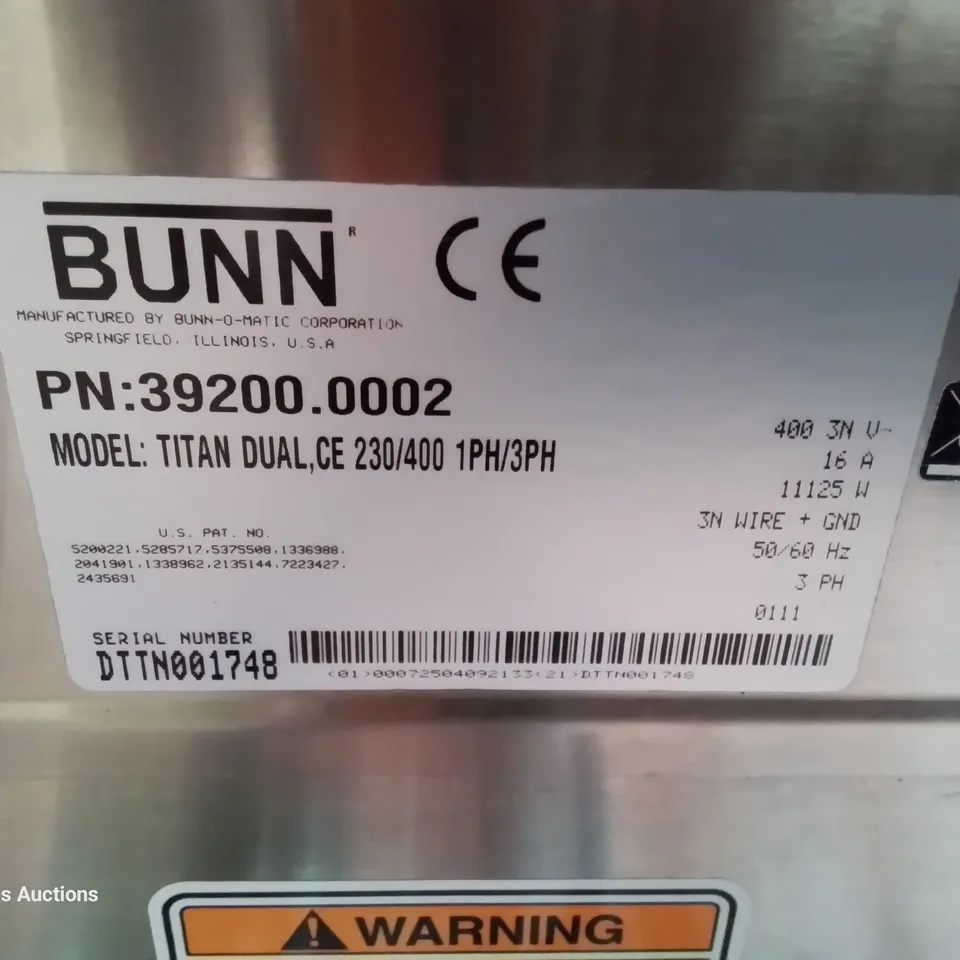 BUNN®
CE
MANUFACTURED BY BUNN-O-MATIC CORPORATION
SPRINGFIELD, ILLINOIS, U.S.A
PN:39200.0002
MODEL: TITAN DUAL,CE 230/400 1PH/3PH
400 3N V~
16 A
11125 W
3N WIRE + GND
50/60 Hz
3 PH
0111
U.S. PAT. NO.
5200221,5285717,5375508,1336988,
2041901,1338962,2135144,7223427,
2435691
SERIAL NUMBER
DTTN001748
(01)00072504092133(21)DTTN001748
s Auctions
WARNING